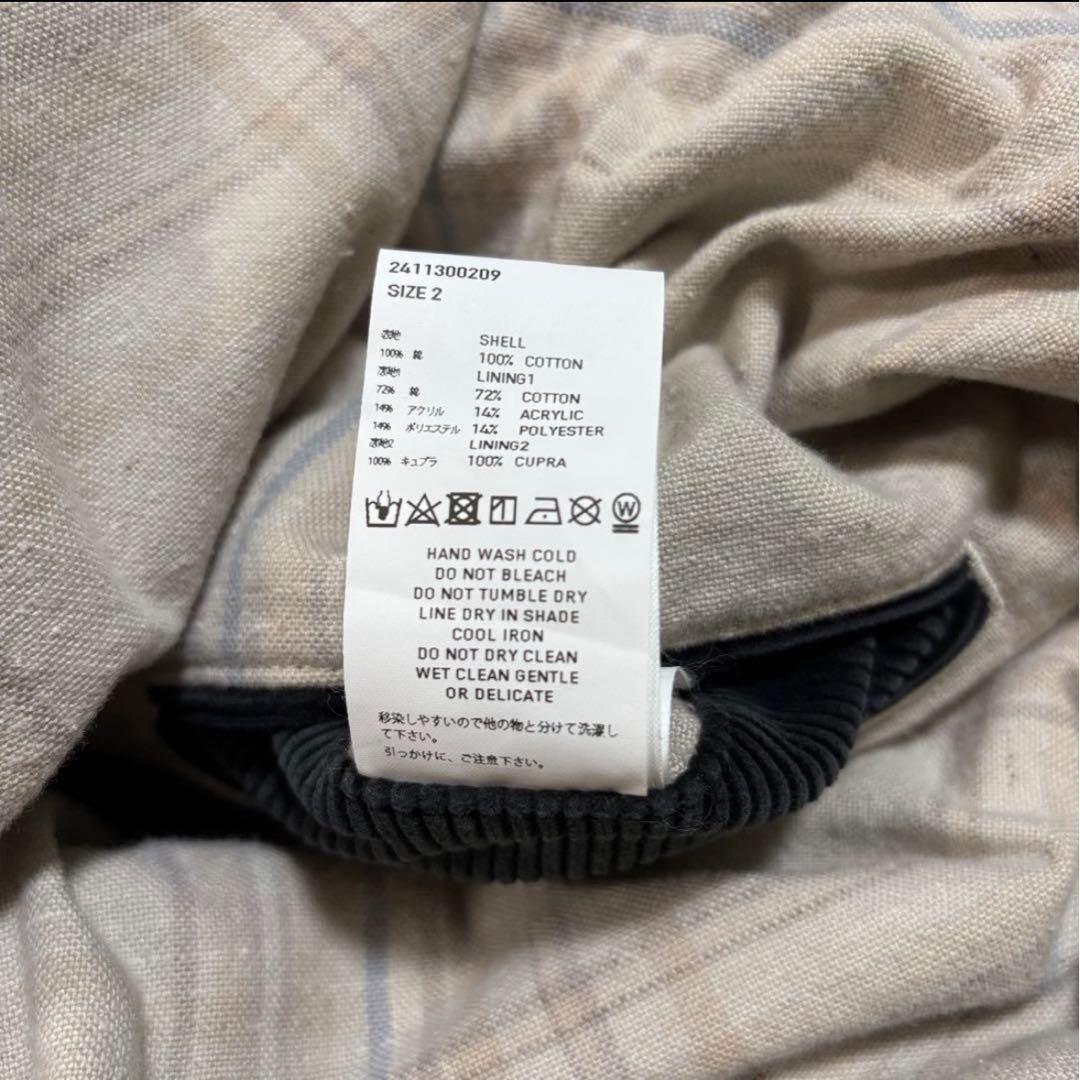 2411300209
SIZE 2
表地 SHELL
100% 綿 100% COTTON
裏地1 LINING1
72% 綿 72% COTTON
14% アクリル 14% ACRYLIC
14% ポリエステル 14% POLYESTER
裏地2 LINING2
100% キュプラ 100% CUPRA
W
HAND WASH COLD
DO NOT BLEACH
DO NOT TUMBLE DRY
LINE DRY IN SHADE
COOL IRON
DO NOT DRY CLEAN
WET CLEAN GENTLE
OR DELICATE
移染しやすいので他の物と分けて洗濯し
て下さい。
引っかけに、ご注意下さい。